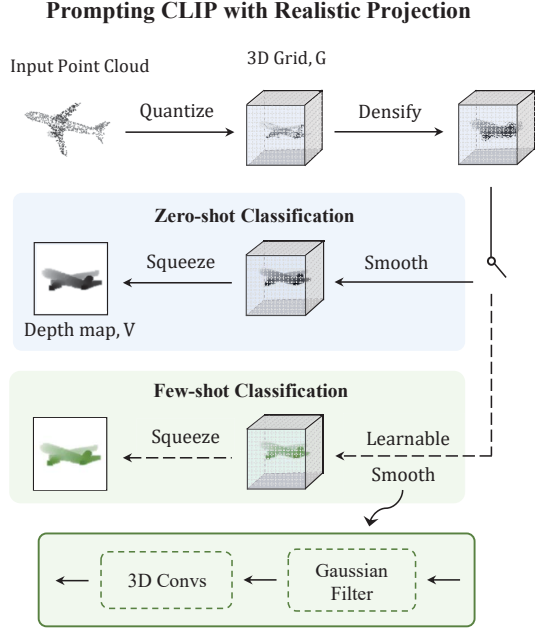 Prompting CLIP with Realistic Projection
Input Point Cloud
3D Grid, G
Quantize
Densify
Zero-shot Classification
Squeeze
Smooth
Depth map, V
Few-shot Classification
Squeeze
Learnable
Smooth
3D Convs
Gaussian
Filter